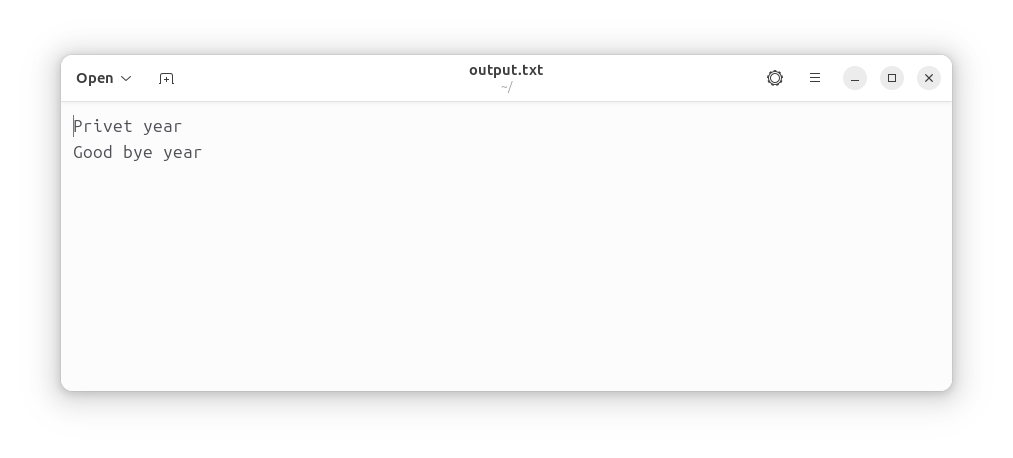 Open
output.txt
~/
Privet year
Good bye year